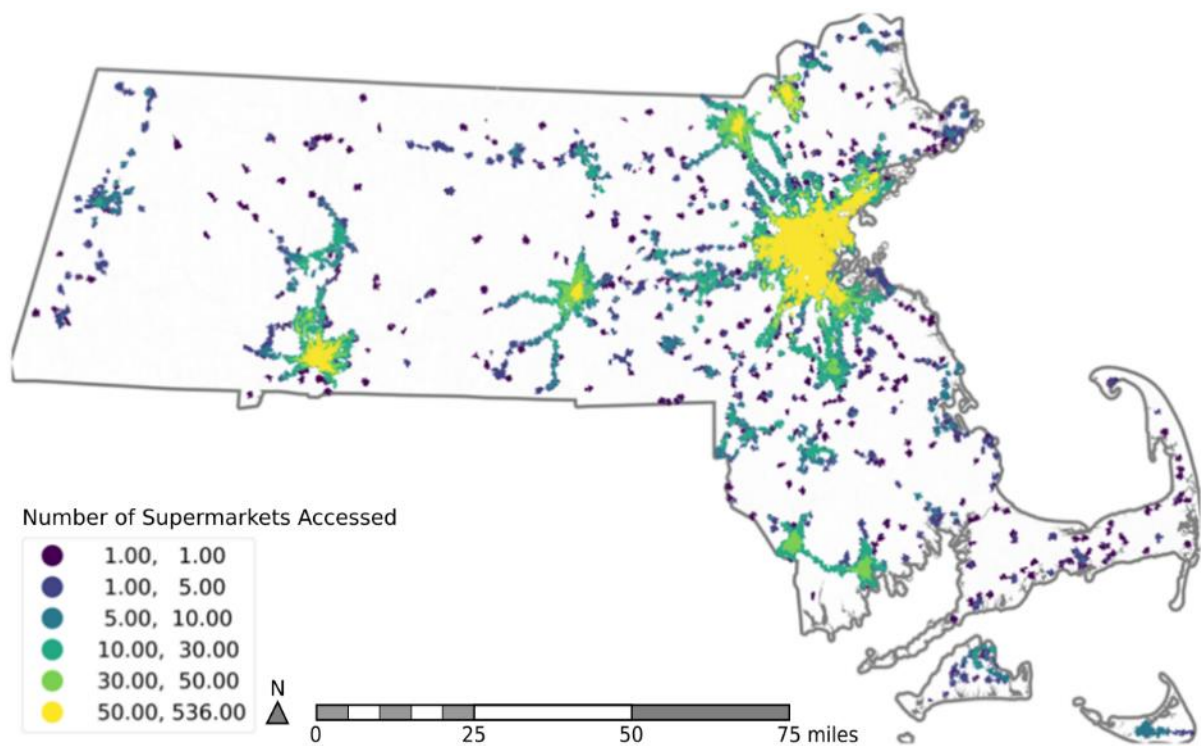 Number of Supermarkets Accessed
1.00, 1.00
1.00, 5.00
5.00, 10.00
10.00, 30.00
30.00, 50.00
50.00, 536.00
N
0 25 50 75 miles